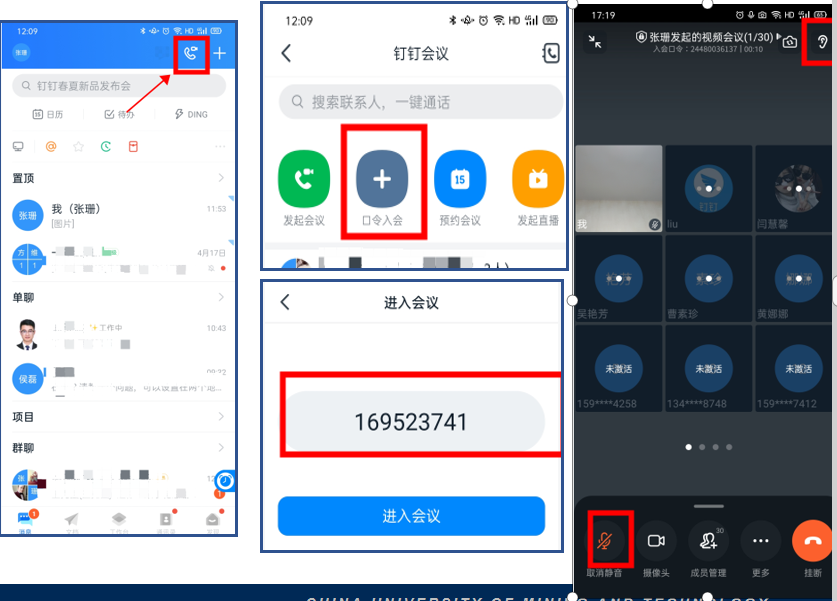 12:09
HD
张珊
钉钉春夏新品发布会
日历
待办
DING
置顶
张珊
我（张珊）
11:53
[图片]
4月17日
单聊
工作中
10:43
侯磊
项目
群聊
1
1
12:09
HD
钉钉会议
搜索联系人，一键通话
15
发起会议
口令入会
预约会议
发起直播
进入会议
169523741
进入会议
17:19
HD
张珊发起的视频会议(1/30)
入会口令：24480036137 | 00:10
我
liu
闫慧馨
吴艳芳
曹素珍
黄娜娜
未激活
未激活
未激活
159****4258
134****8748
159****7412
30
取消静音
摄像头
成员管理
更多
挂断
CHINA UNIVERSITY OF MINING AND TECHNOLOGY